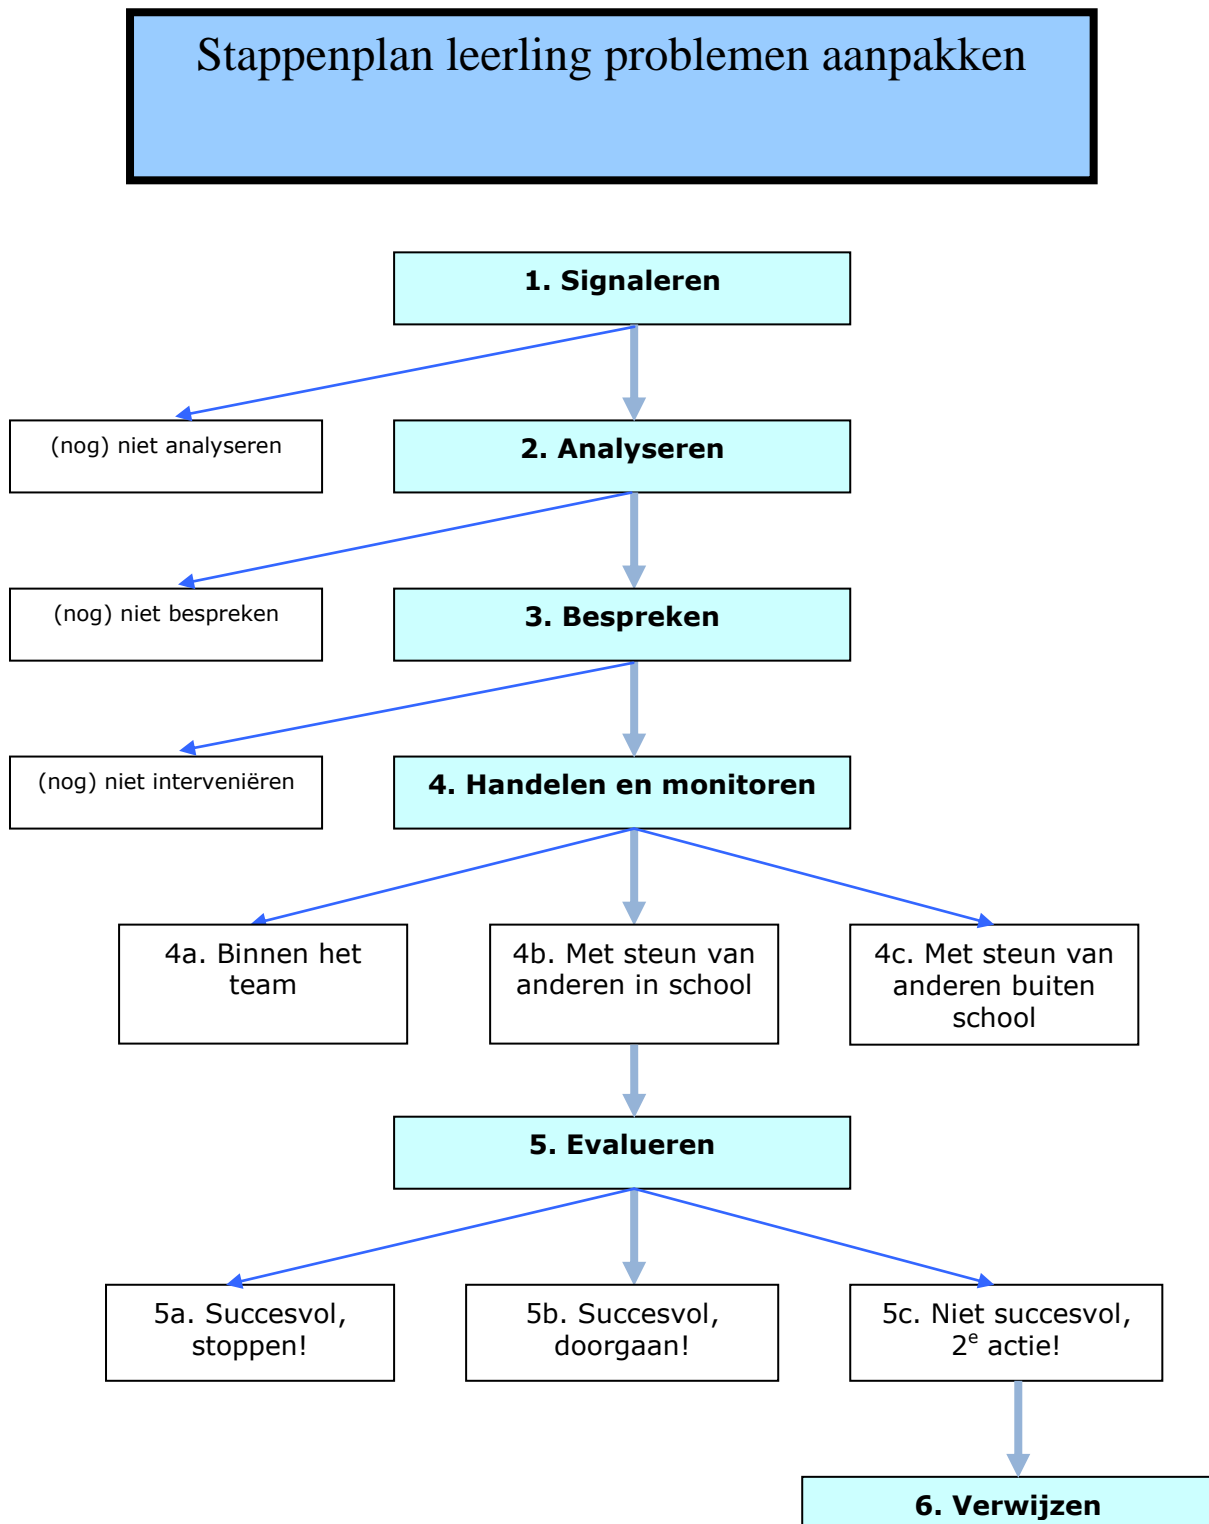 Stappenplan leerling problemen aanpakken
1. Signaleren
(nog) niet analyseren
2. Analyseren
(nog) niet bespreken
3. Bespreken
(nog) niet interveniëren
4. Handelen en monitoren
4a. Binnen het
team
4b. Met steun van
anderen in school
4c. Met steun van
anderen buiten
school
5. Evalueren
5a. Succesvol,
stoppen!
5b. Succesvol,
doorgaan!
5c. Niet succesvol,
2e actie!
6. Verwijzen